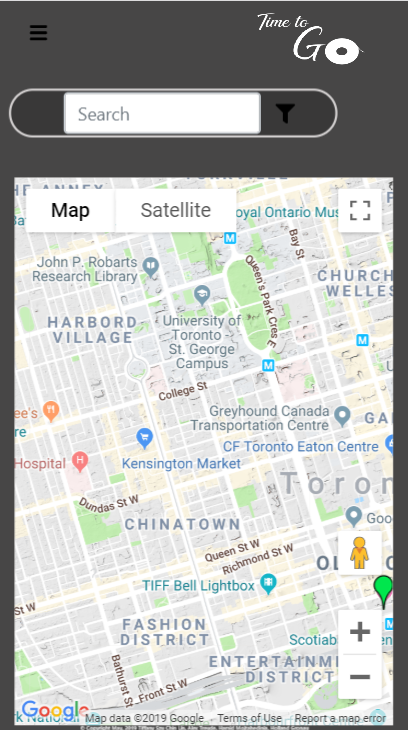 Time to
Go
Search
Map
Satellite
oyal Ontario Mus
M
Bay St
John P. Robarts
Research Library
Queen's Park Cres E
CHURCH
WELLES
HARBORD
VILLAGE
University of
Toronto
St. George
Campus
M
M
College St
ee's
re
Greyhound Canada
Transportation Centre
GA
CF Toronto Eaton Centre
Hospital
H
Kensington Market
Toron
Dundas St W
CHINATOWN
Goo
Queen St W
Richmond St W
OL
TIFF Bell Lightbox
St W
FASHION
DISTRICT
M
Scotiab
ENTERTAINM
DISTRICT
Bathurst St
Front St W
Google
Map data ©2019 Google
Terms of Use
Report a map error